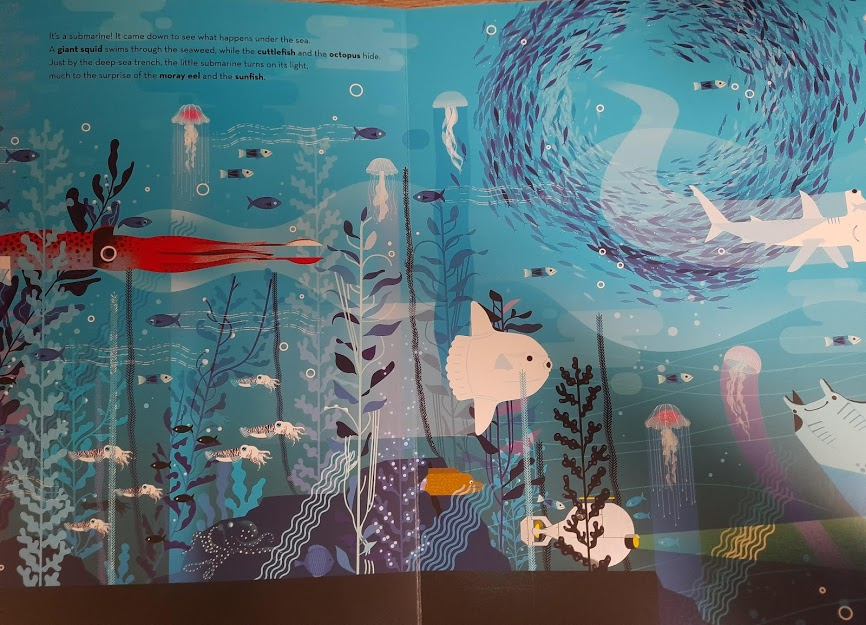 It's a submarine! It came down to see what happens under the sea.
A giant squid swims through the seaweed, while the cuttlefish and the octopus hide.
Just by the deep-sea trench, the little submarine turns on its light,
much to the surprise of the moray eel and the sunfish.